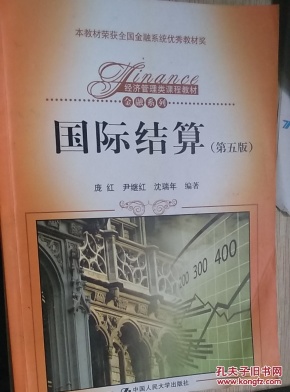 本教材荣获全国金融系统优秀教材奖
Finance
经济管理类课程教材
金融系列
国际结算（第五版）
庞红 尹继红 沈瑞年 编著
200 300 400
中国人民大学出版社
孔夫子旧书网